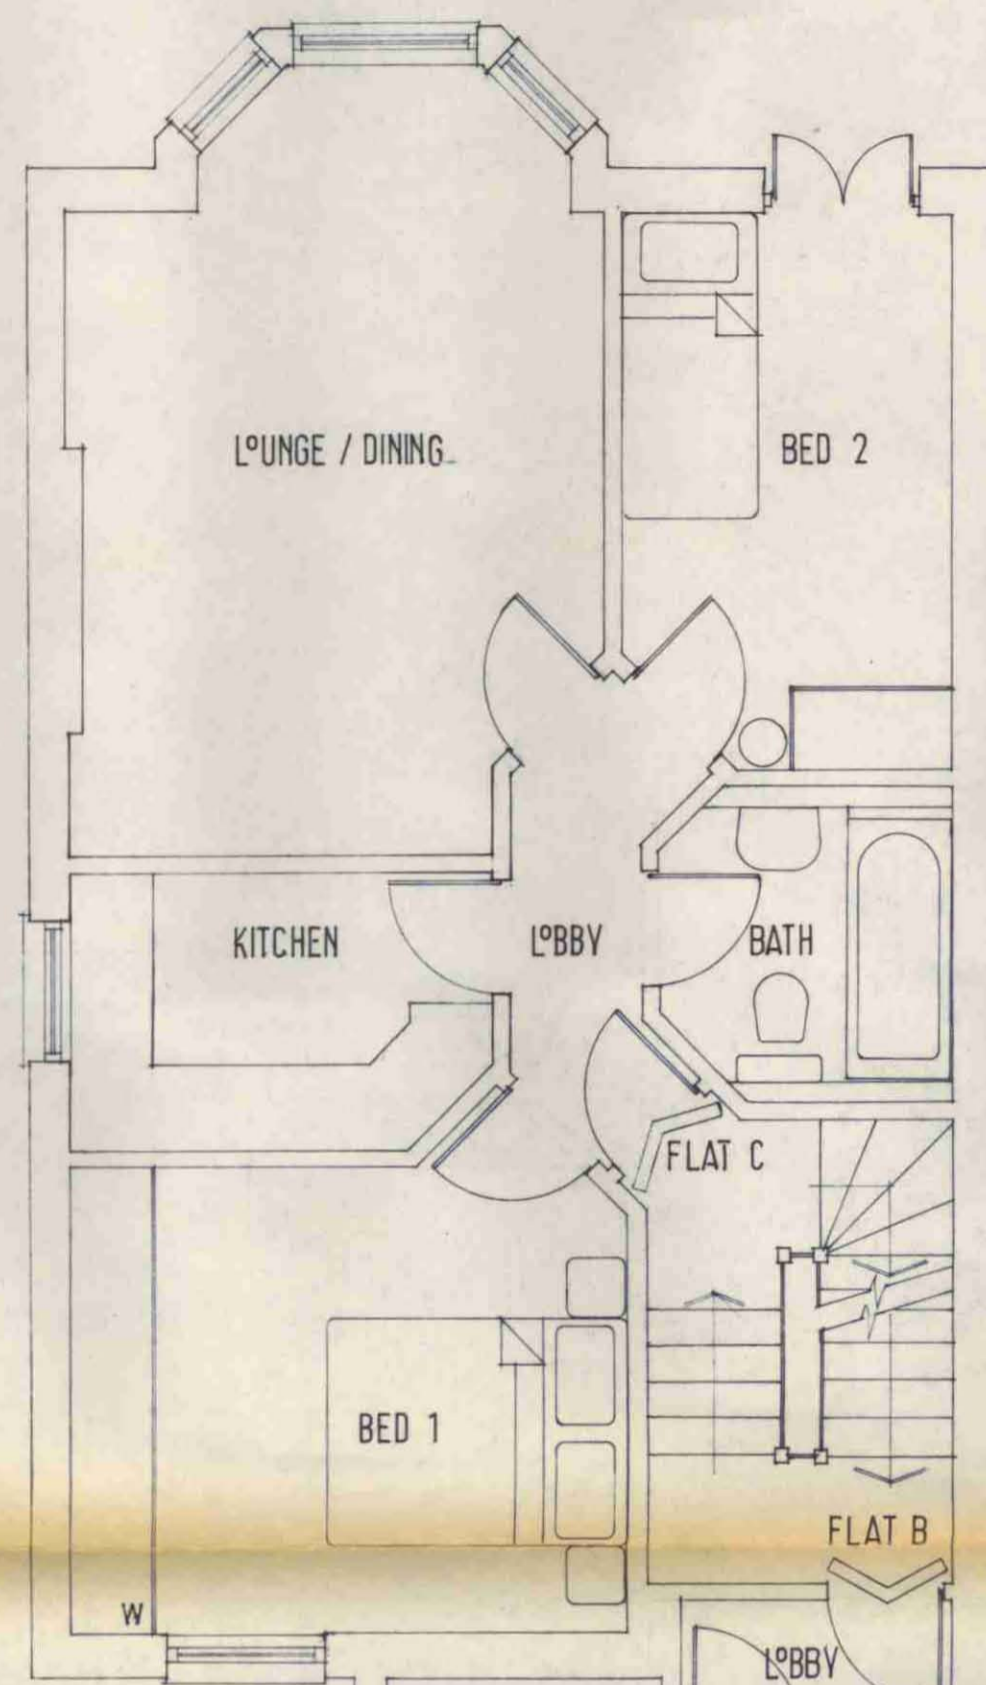 LOUNGE / DINING
BED 2
KITCHEN
LOBBY
BATH
FLAT C
BED 1
FLAT B
W
LOBBY